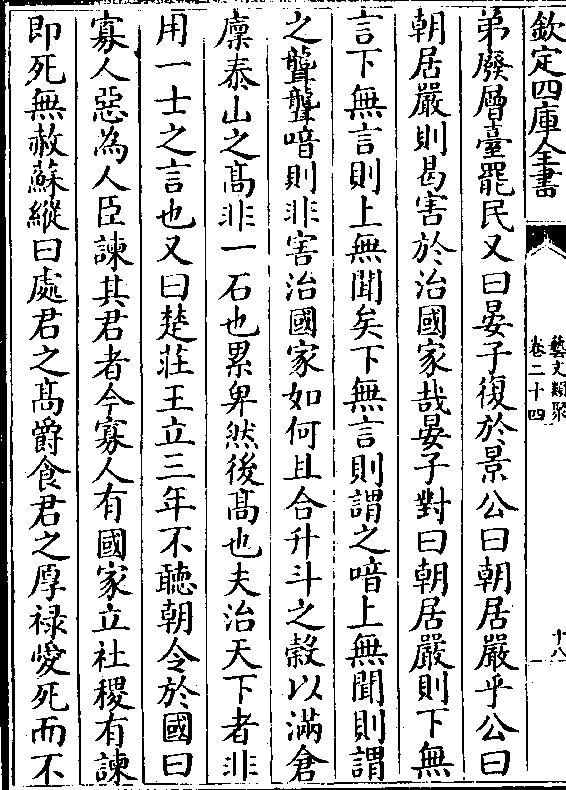 欽定四庫全書
藝文類聚
卷二十四
十八
弟廢層臺罷民又曰晏子復於景公曰朝居嚴乎公曰
朝居嚴則曷害於治國家哉晏子對曰朝居嚴則下無
言下無言則上無聞矣下無言則謂之喑上無聞則謂
之聾聾喑則非害治國家如何且合升斗之榖以滿倉
廩泰山之髙非一石也累卑然後髙也夫治天下者非
用一士之言也又曰楚莊王立三年不聽朝令於國曰
寡人惡為人臣諫其君者今寡人有國家立社稷有諫
即死無赦蘇縱曰處君之髙爵食君之厚祿愛死而不